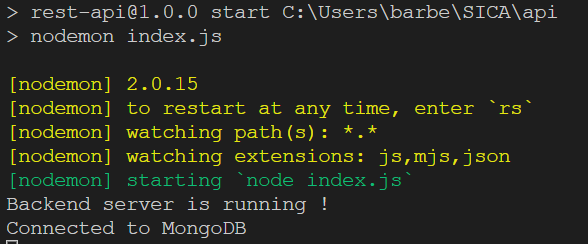 > rest-api@1.0.0 start C:\Users\barbe\SICA\api
> nodemon index.js
[nodemon] 2.0.15
[nodemon] to restart at any time, enter `rs`
[nodemon] watching path(s): *.*
[nodemon] watching extensions: js,mjs,json
[nodemon] starting `node index.js`
Backend server is running !
Connected to MongoDB